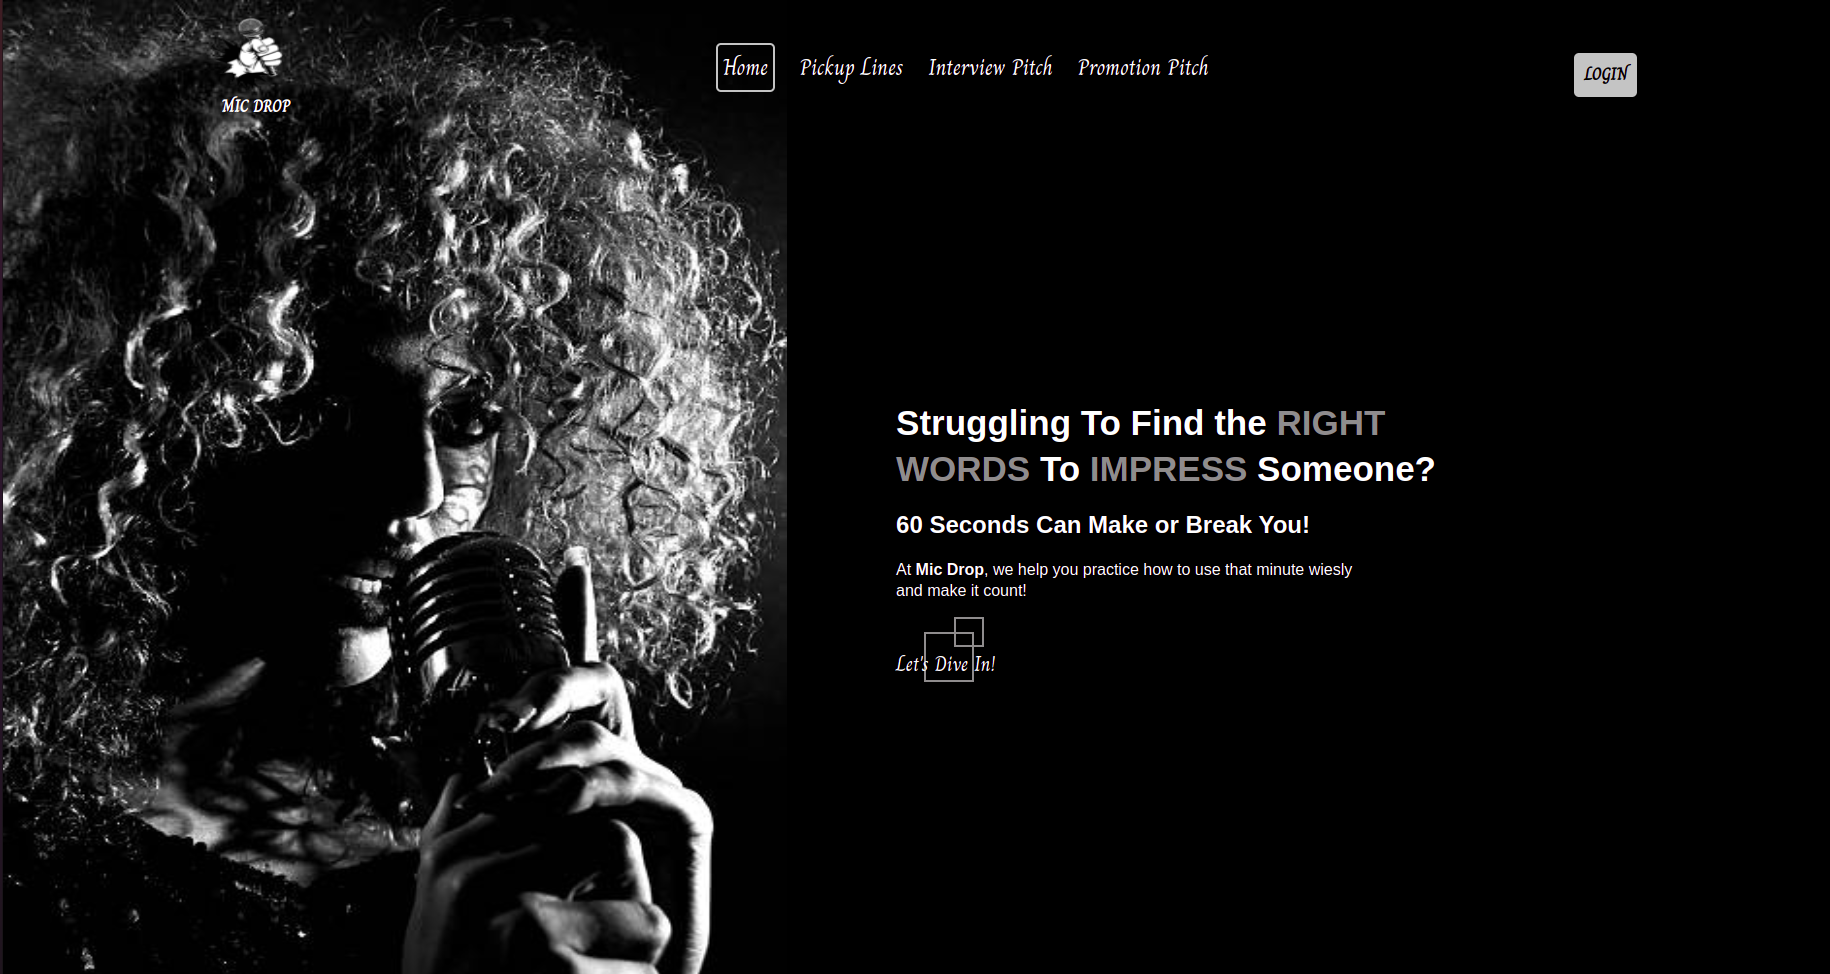 MIC DROP
Home Pickup Lines Interview Pitch Promotion Pitch
LOGIN
Struggling To Find the RIGHT
WORDS To IMPRESS Someone?
60 Seconds Can Make or Break You!
At Mic Drop, we help you practice how to use that minute wiesly
and make it count!
Let's Dive In!